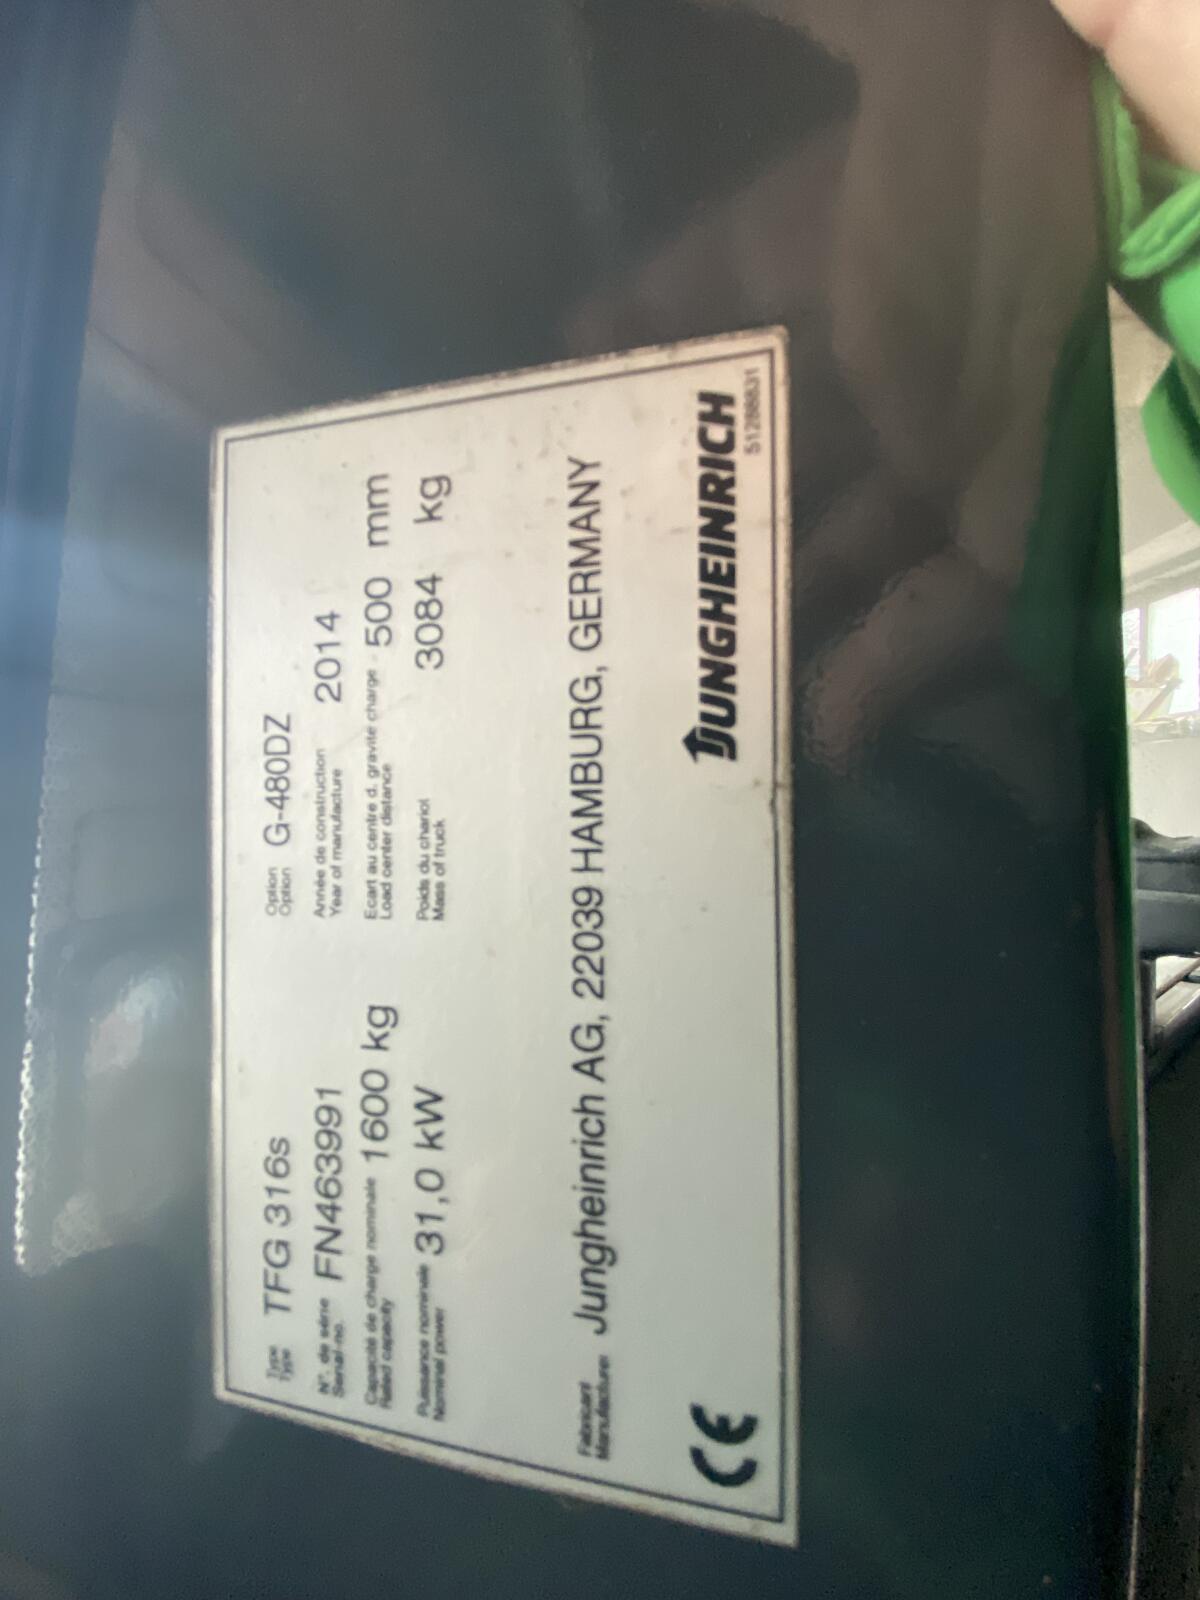 Type TFG 316s Option G-480DZ
Type Option
N°. de série FN463991 Année de construction 2014
Serial-no. Year of manufacture
Capacité de charge nominale 1600 kg Ecart au centre d. gravité charge 500 mm
Rated capacity Load center distance
Puissance nominale 31,0 kW Poids du chariot 3084 kg
Nominal power Mass of truck
Fabricant Jungheinrich AG, 22039 HAMBURG, GERMANY
Manufacturer
CE JUNGHEINRICH